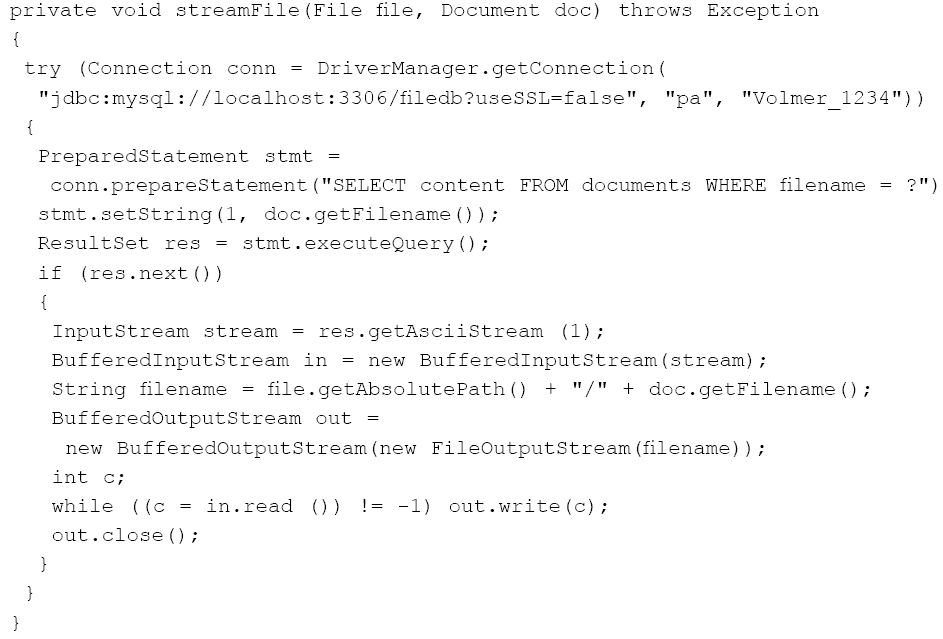 private void streamFile(File file, Document doc) throws Exception
{
 try (Connection conn = DriverManager.getConnection(
  "jdbc:mysql://localhost:3306/filedb?useSSL=false", "pa", "Volmer_1234"))
 {
  PreparedStatement stmt =
   conn.prepareStatement("SELECT content FROM documents WHERE filename = ?")
  stmt.setString(1, doc.getFilename());
  ResultSet res = stmt.executeQuery();
  if (res.next())
  {
   InputStream stream = res.getAsciiStream (1);
   BufferedInputStream in = new BufferedInputStream(stream);
   String filename = file.getAbsolutePath() + "/" + doc.getFilename();
   BufferedOutputStream out =
    new BufferedOutputStream(new FileOutputStream(filename));
   int c;
   while ((c = in.read ()) != -1) out.write(c);
   out.close();
  }
 }
}